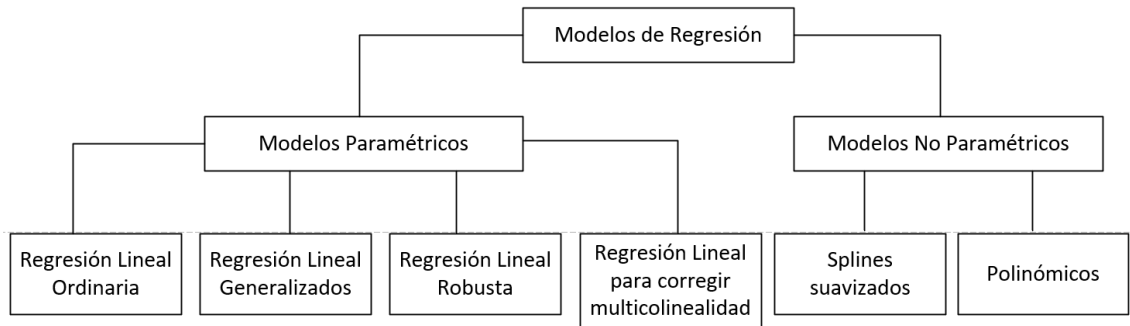 Modelos de Regresión
Modelos Paramétricos
Modelos No Paramétricos
Regresión Lineal
Ordinaria
Regresión Lineal
Generalizados
Regresión Lineal
Robusta
Regresión Lineal
para corregir
multicolinealidad
Splines
suavizados
Polinómicos